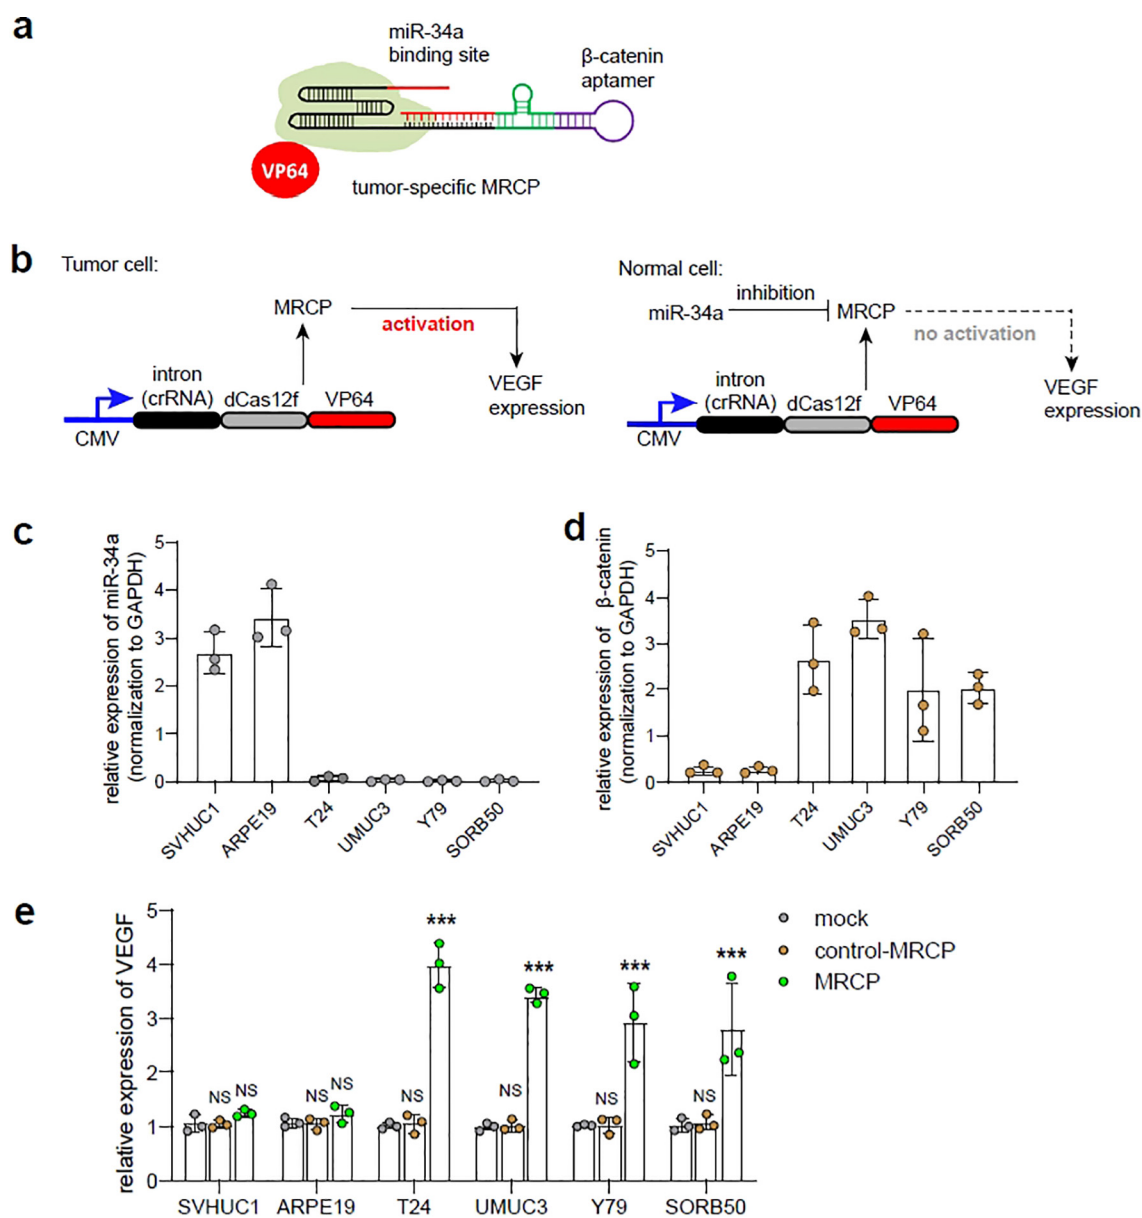 a
miR-34a
binding site
β-catenin
aptamer
VP64
tumor-specific MRCP
b
Tumor cell:
MRCP
activation
intron
(crRNA)
dCas12f
VP64
CMV
VEGF
expression
Normal cell:
miR-34a
inhibition
MRCP
no activation
intron
(crRNA)
dCas12f
VP64
CMV
VEGF
expression
c
relative expression of miR-34a
(normalization to GAPDH)
5
4
3
2
1
0
SVHUC1
ARPE19
T24
UMUC3
Y79
SORB50
d
relative expression of β-catenin
(normalization to GAPDH)
5
4
3
2
1
0
SVHUC1
ARPE19
T24
UMUC3
Y79
SORB50
e
relative expression of VEGF
5
4
3
2
1
0
NS NS
NS NS
NS ***
NS ***
NS ***
NS ***
SVHUC1 ARPE19 T24 UMUC3 Y79 SORB50
mock
control-MRCP
MRCP